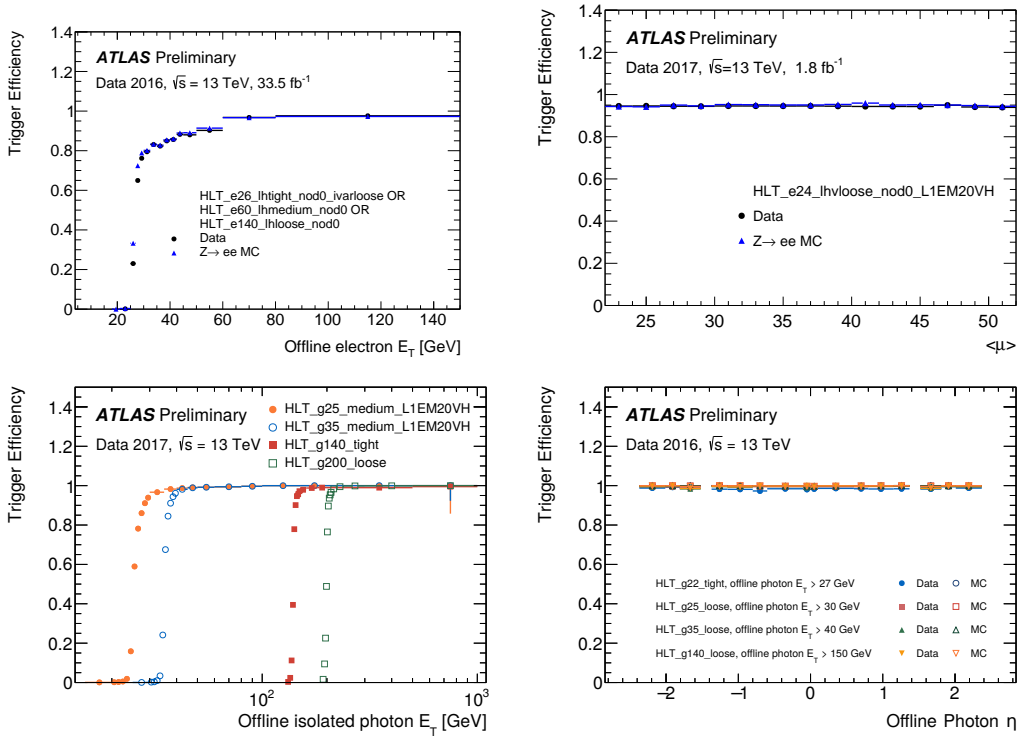 ATLAS Preliminary
Data 2016, √s = 13 TeV, 33.5 fb⁻¹
HLT_e26_lhtight_nod0_ivarloose OR
HLT_e60_lhmedium_nod0 OR
HLT_e140_lhloose_nod0
Data
Z→ ee MC
Trigger Efficiency
0 0.2 0.4 0.6 0.8 1 1.2 1.4
20 40 60 80 100 120 140
Offline electron E_T [GeV]
ATLAS Preliminary
Data 2017, √s=13 TeV, 1.8 fb⁻¹
HLT_e24_lhvloose_nod0_L1EM20VH
Data
Z→ ee MC
Trigger Efficiency
0 0.2 0.4 0.6 0.8 1 1.2 1.4
25 30 35 40 45 50
<μ>
ATLAS Preliminary
Data 2017, √s = 13 TeV
HLT_g25_medium_L1EM20VH
HLT_g35_medium_L1EM20VH
HLT_g140_tight
HLT_g200_loose
Trigger Efficiency
0 0.2 0.4 0.6 0.8 1 1.2 1.4
10² 10³
Offline isolated photon E_T [GeV]
ATLAS Preliminary
Data 2016, √s = 13 TeV
HLT_g22_tight, offline photon E_T > 27 GeV Data MC
HLT_g25_loose, offline photon E_T > 30 GeV Data MC
HLT_g35_loose, offline photon E_T > 40 GeV Data MC
HLT_g140_loose, offline photon E_T > 150 GeV Data MC
Trigger Efficiency
0 0.2 0.4 0.6 0.8 1 1.2 1.4
−2 −1 0 1 2
Offline Photon η